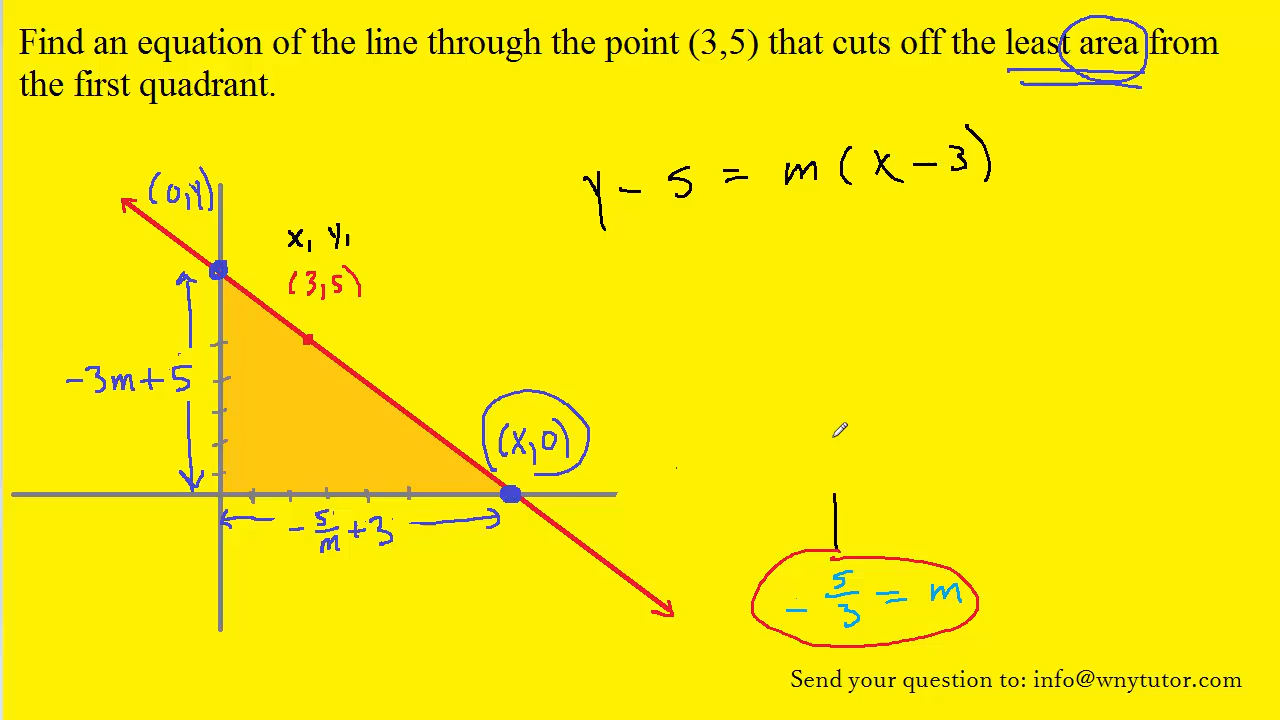 Find an equation of the line through the point (3,5) that cuts off the least area from
the first quadrant.
y - 5 = m(x - 3)
(0,y)
x₁ y₁
(3,5)
-3m+5
(x,0)
- 5/m + 3
- 5/3 = m
Send your question to: info@wnytutor.com